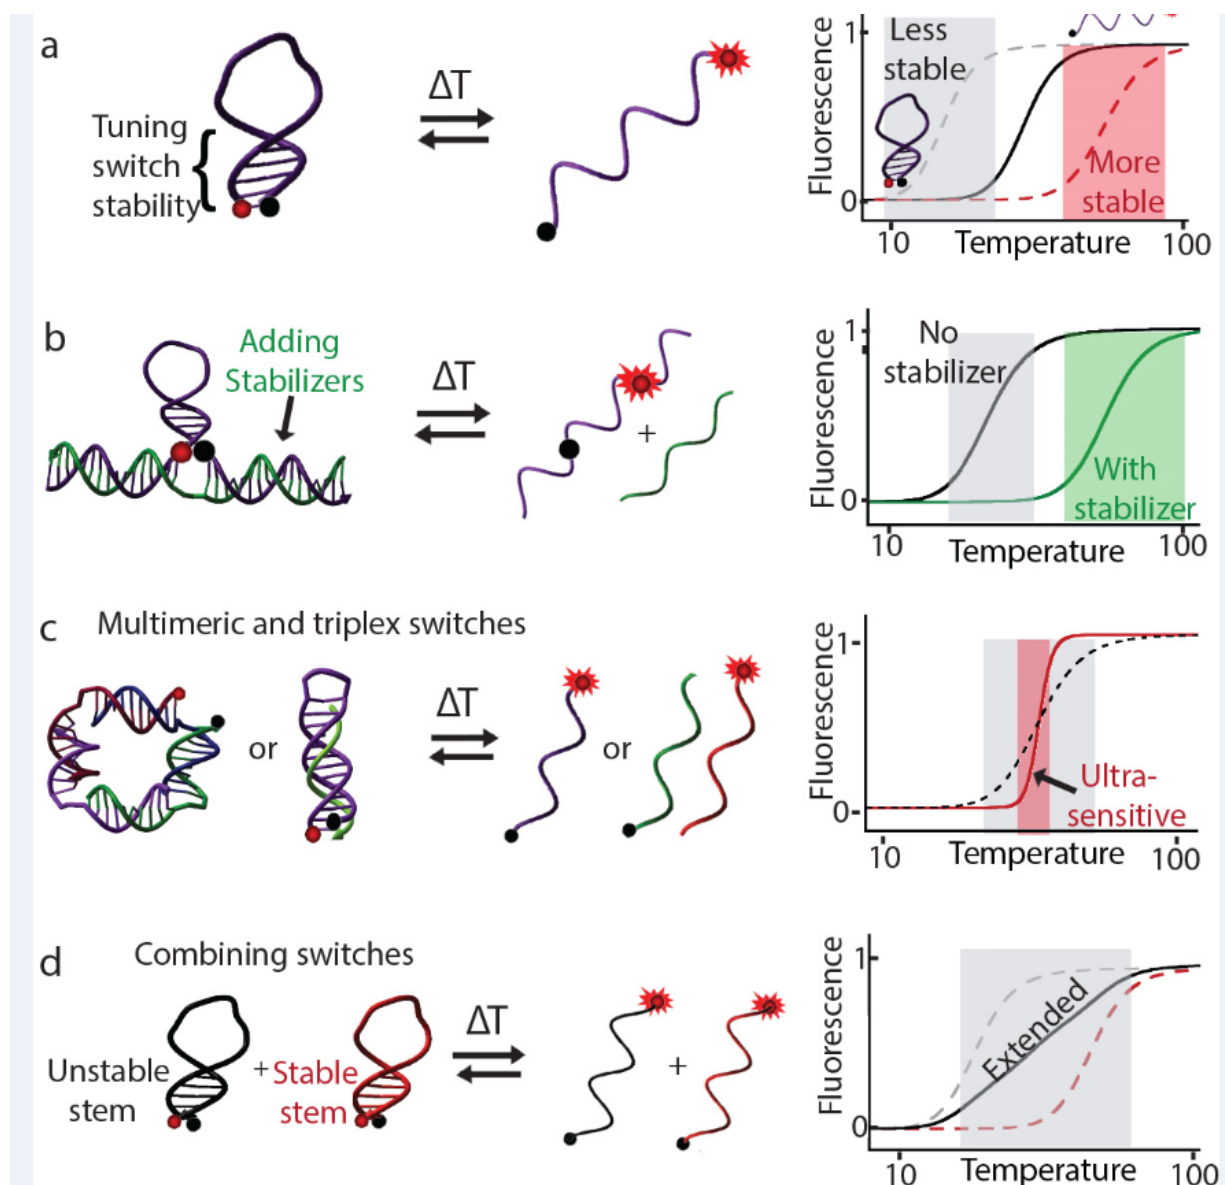 a
Tuning
switch
stability
ΔT
Fluorescence
1
0
Less
stable
More
stable
10
Temperature
100
b
Adding
Stabilizers
ΔT
+
Fluorescence
1
0
No
stabilizer
With
stabilizer
10
Temperature
100
c
Multimeric and triplex switches
or
ΔT
or
Fluorescence
1
0
Ultra-
sensitive
10
Temperature
100
d
Combining switches
Unstable
stem
+
Stable
stem
ΔT
+
Fluorescence
1
0
Extended
10
Temperature
100